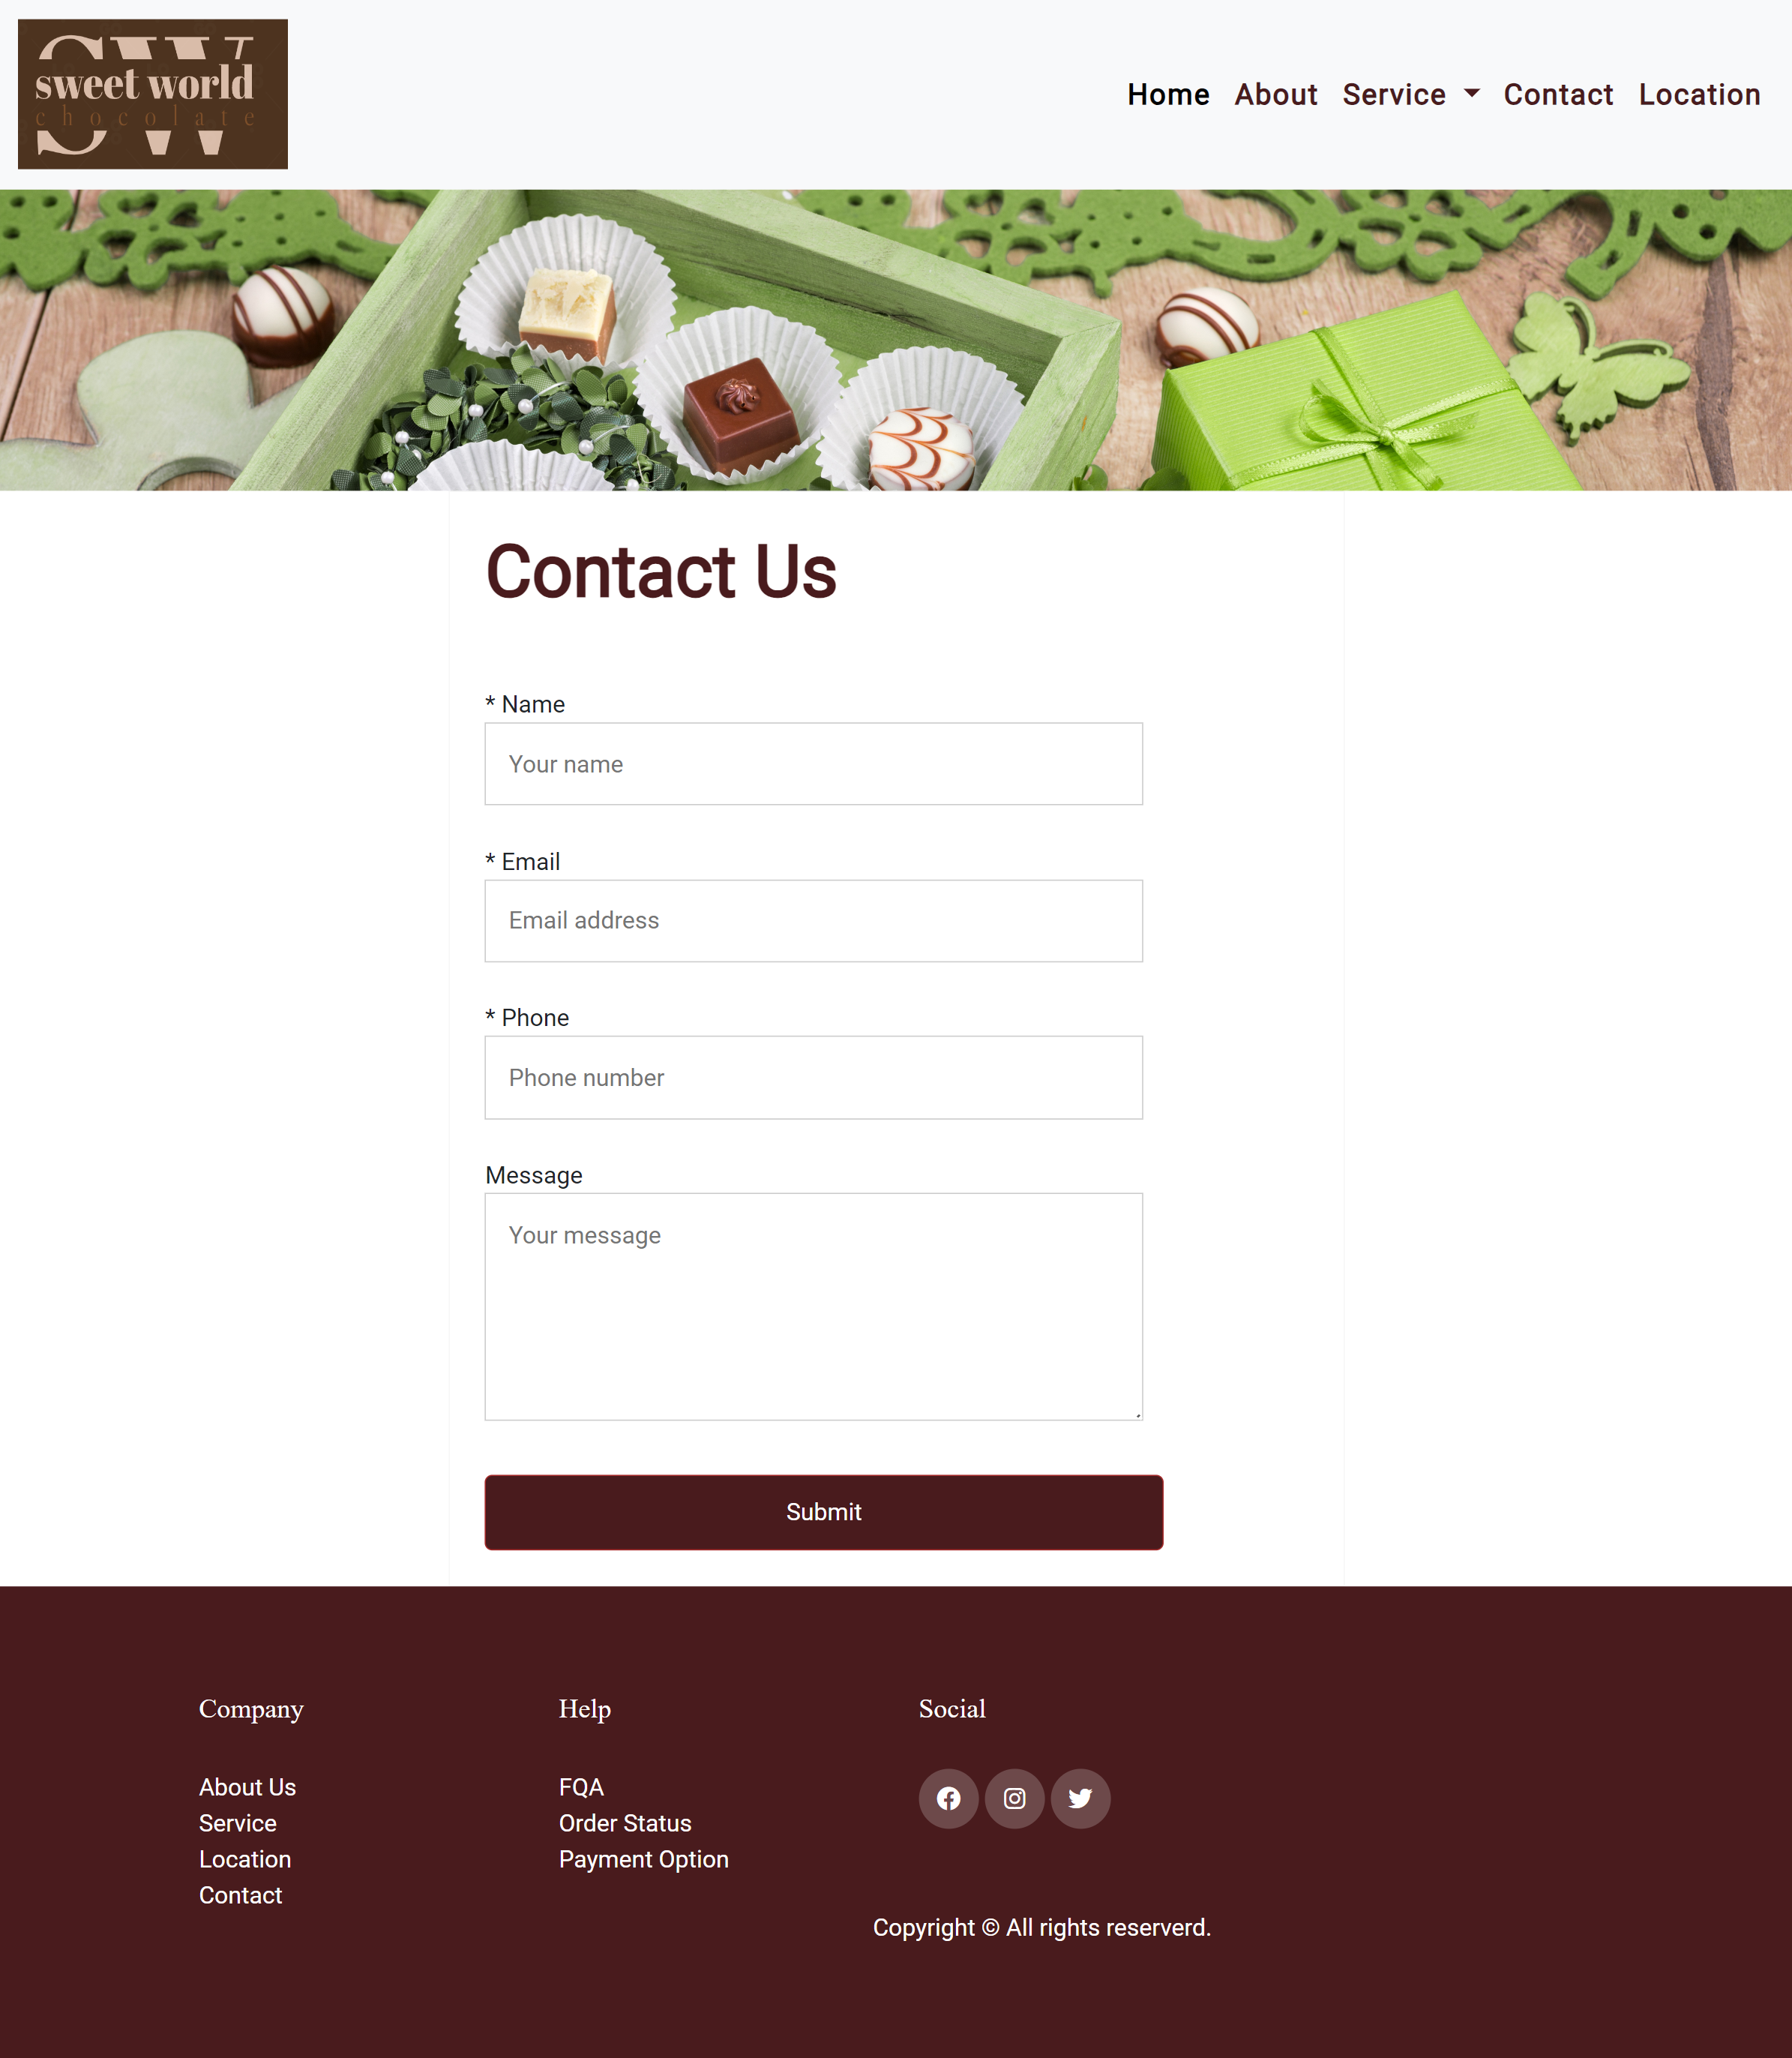 SW
sweet world
chocolate
SW
Home About Service Contact Location
Contact Us
* Name
Your name
* Email
Email address
* Phone
Phone number
Message
Your message
Submit
Company
About Us
Service
Location
Contact
Help
FQA
Order Status
Payment Option
Social
Copyright © All rights reserverd.